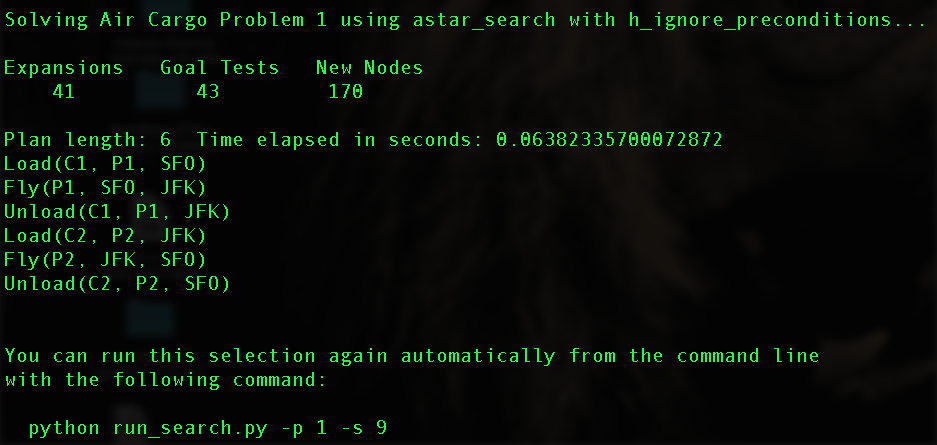 Solving Air Cargo Problem 1 using astar_search with h_ignore_preconditions...
Expansions   Goal Tests   New Nodes
41   43   170
Plan length: 6  Time elapsed in seconds: 0.06382335700072872
Load(C1, P1, SFO)
Fly(P1, SFO, JFK)
Unload(C1, P1, JFK)
Load(C2, P2, JFK)
Fly(P2, JFK, SFO)
Unload(C2, P2, SFO)
You can run this selection again automatically from the command line
with the following command:
python run_search.py -p 1 -s 9